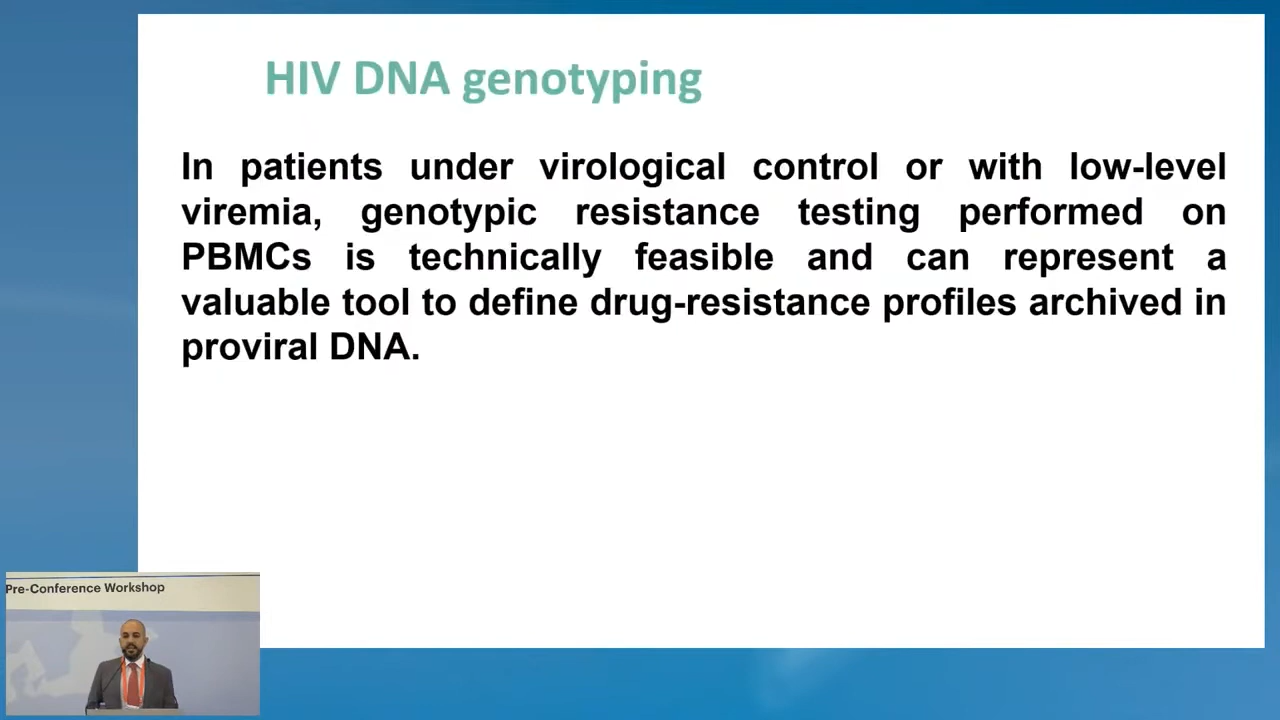 HIV DNA genotyping
In patients under virological control or with low-level
viremia, genotypic resistance testing performed on
PBMCs is technically feasible and can represent a
valuable tool to define drug-resistance profiles archived in
proviral DNA.
Pre-Conference Workshop